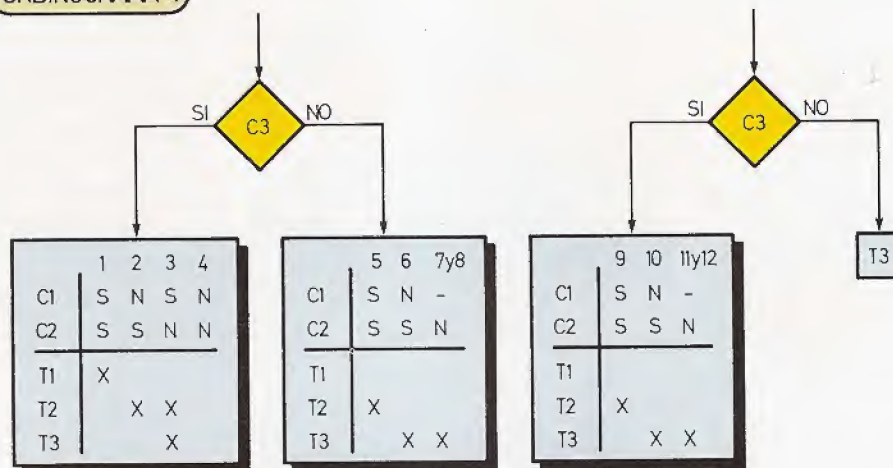 SI C3 NO
SI C3 NO
1 2 3 4
C1 S N S N
C2 S S N N
T1 X
T2 X X
T3 X
5 6 7y8
C1 S N -
C2 S S N
T1
T2 X
T3 X X
9 10 11y12
C1 S N -
C2 S S N
T1
T2 X
T3 X X
T3